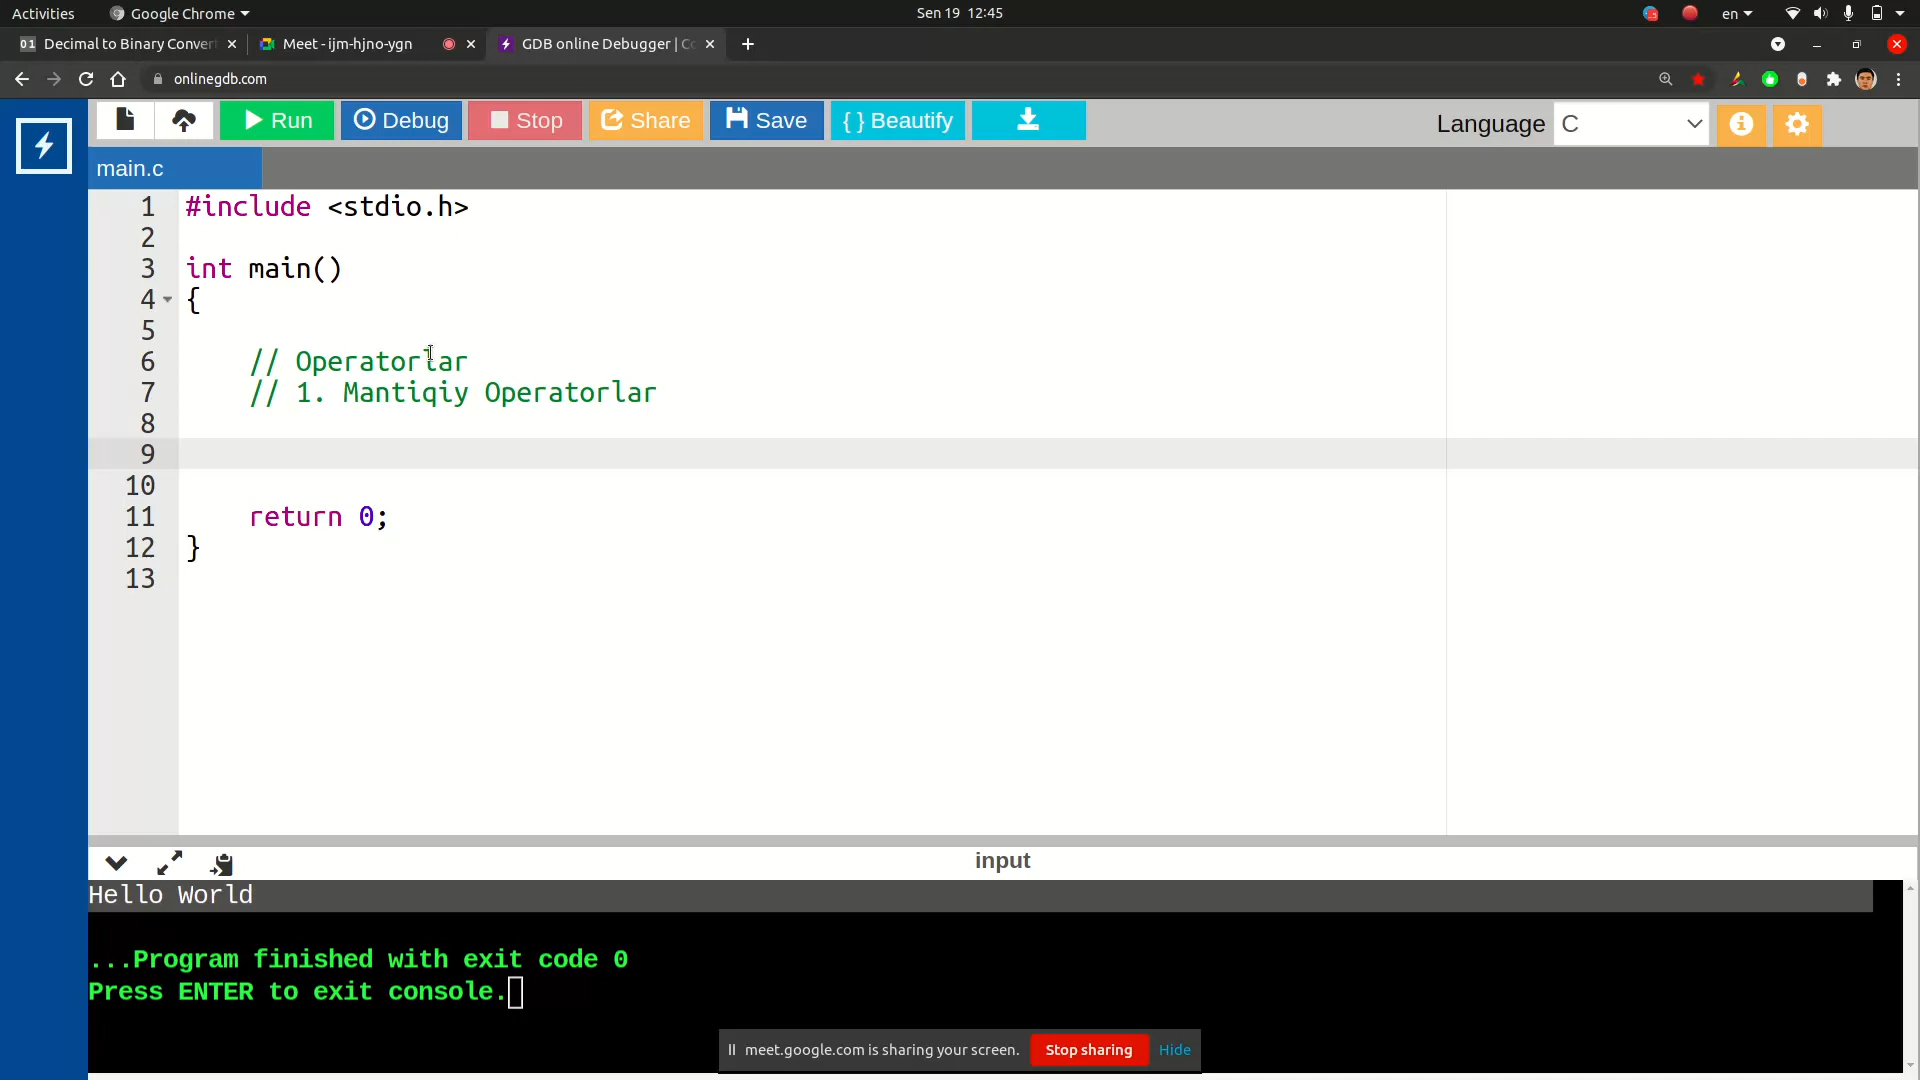 Activities Google Chrome Sen 19 12:45 en
01 Decimal to Binary Conver Meet - ijm-hjno-ygn GDB online Debugger | Co
onlinegdb.com
Run Debug Stop Share Save { } Beautify Language C
main.c
1 #include <stdio.h>
2
3 int main()
4 {
5
6 // Operatorlar
7 // 1. Mantiqiy Operatorlar
8
9
10
11 return 0;
12 }
13
input
Hello World
...Program finished with exit code 0
Press ENTER to exit console.
meet.google.com is sharing your screen. Stop sharing Hide